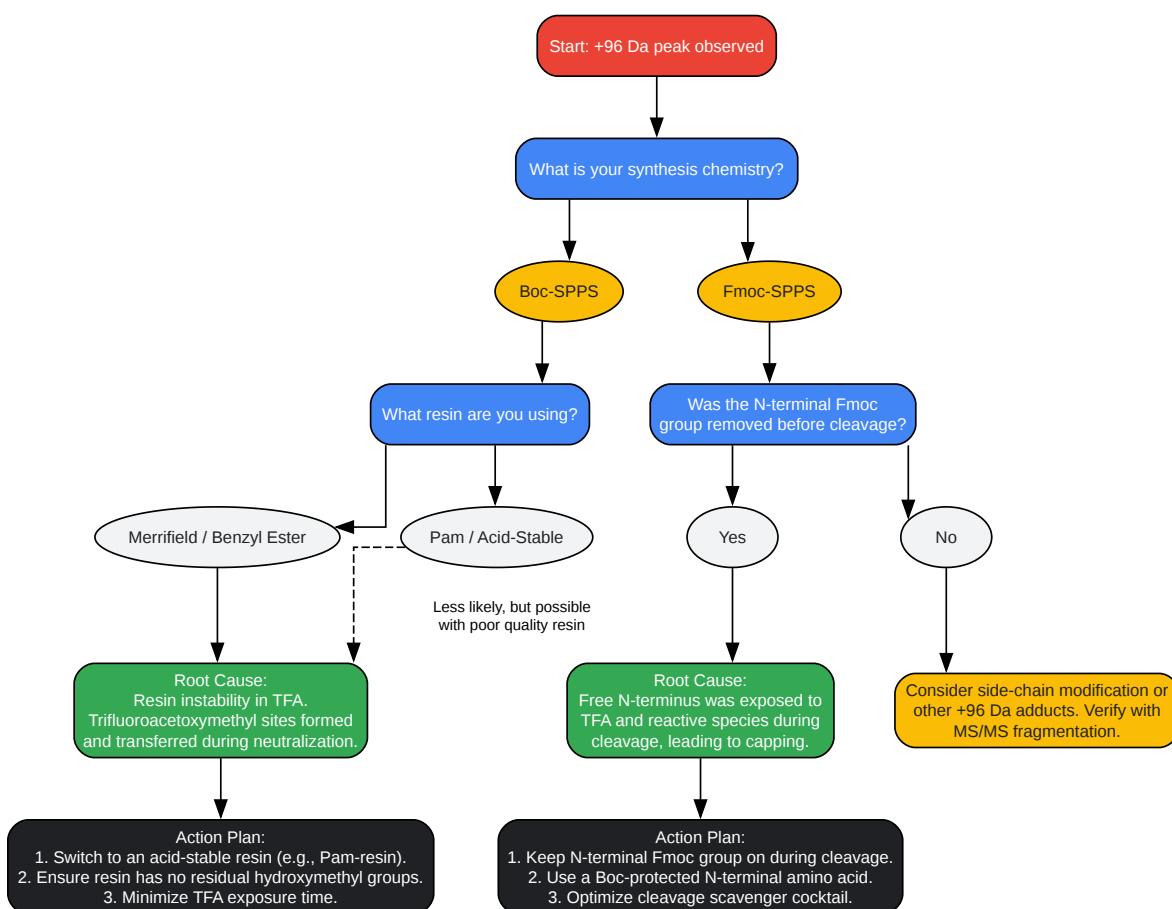 Start: +96 Da peak observed
What is your synthesis chemistry?
Boc-SPPS
Fmoc-SPPS
What resin are you using?
Was the N-terminal Fmoc
group removed before cleavage?
Merrifield / Benzyl Ester
Pam / Acid-Stable
Yes
No
Less likely, but possible
with poor quality resin
Root Cause:
Resin instability in TFA.
Trifluoroacetoxymethyl sites formed
and transferred during neutralization.
Root Cause:
Free N-terminus was exposed to
TFA and reactive species during
cleavage, leading to capping.
Consider side-chain modification or
other +96 Da adducts. Verify with
MS/MS fragmentation.
Action Plan:
1. Switch to an acid-stable resin (e.g., Pam-resin).
2. Ensure resin has no residual hydroxymethyl groups.
3. Minimize TFA exposure time.
Action Plan:
1. Keep N-terminal Fmoc group on during cleavage.
2. Use a Boc-protected N-terminal amino acid.
3. Optimize cleavage scavenger cocktail.